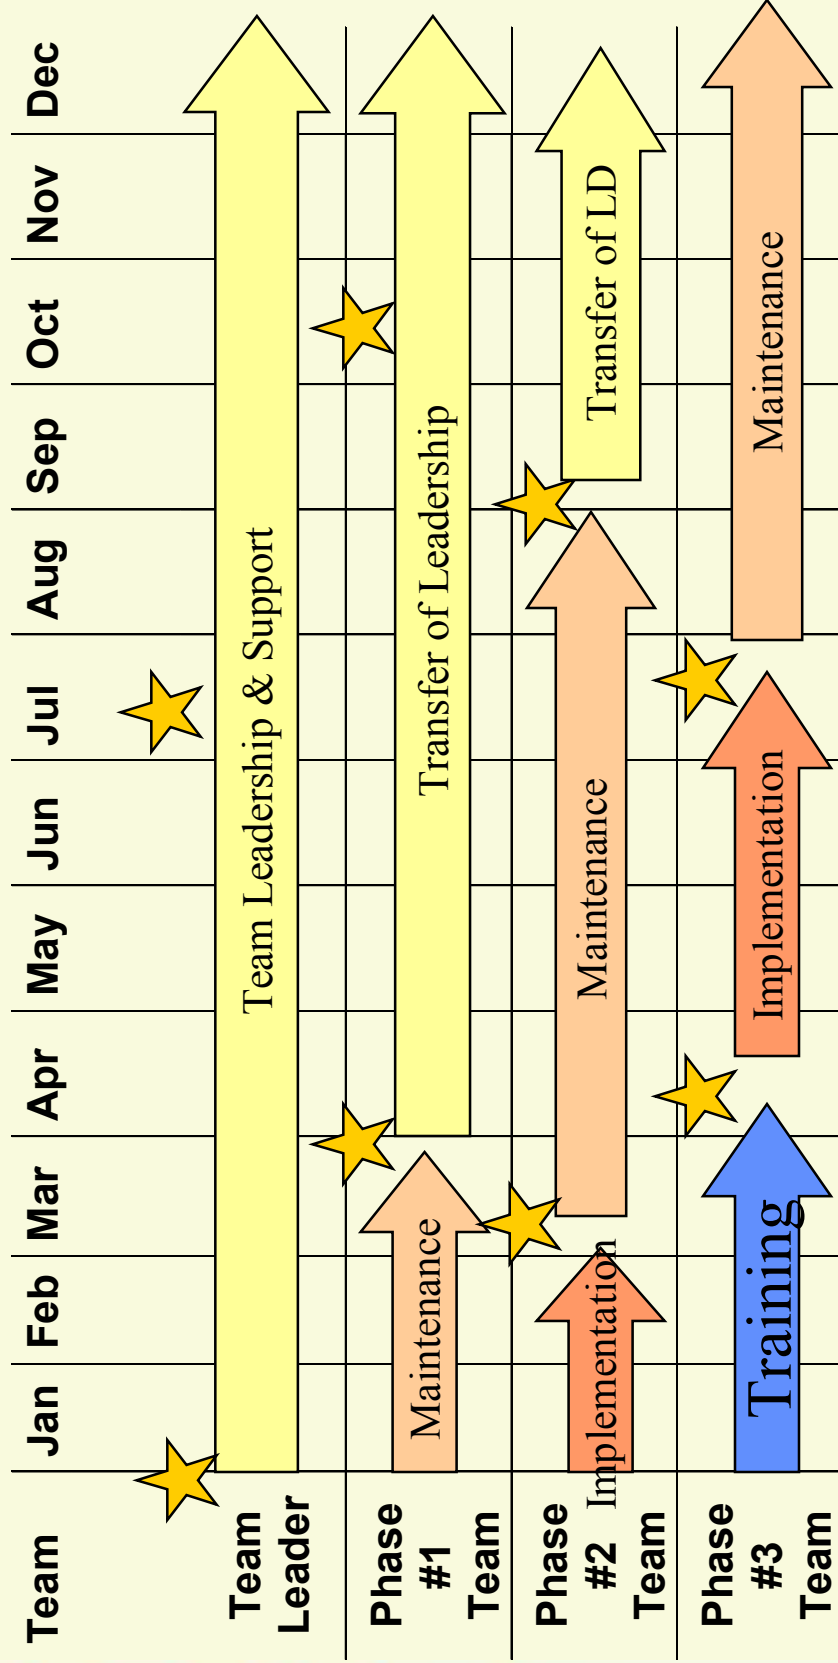 Team Jan Feb Mar Apr May Jun Jul Aug Sep Oct Nov Dec
Team
Leader
Team Leadership & Support
Phase
#1
Team
Maintenance
Transfer of Leadership
Phase
#2
Team
Implementation
Maintenance
Transfer of LD
Phase
#3
Team
Training
Implementation
Maintenance